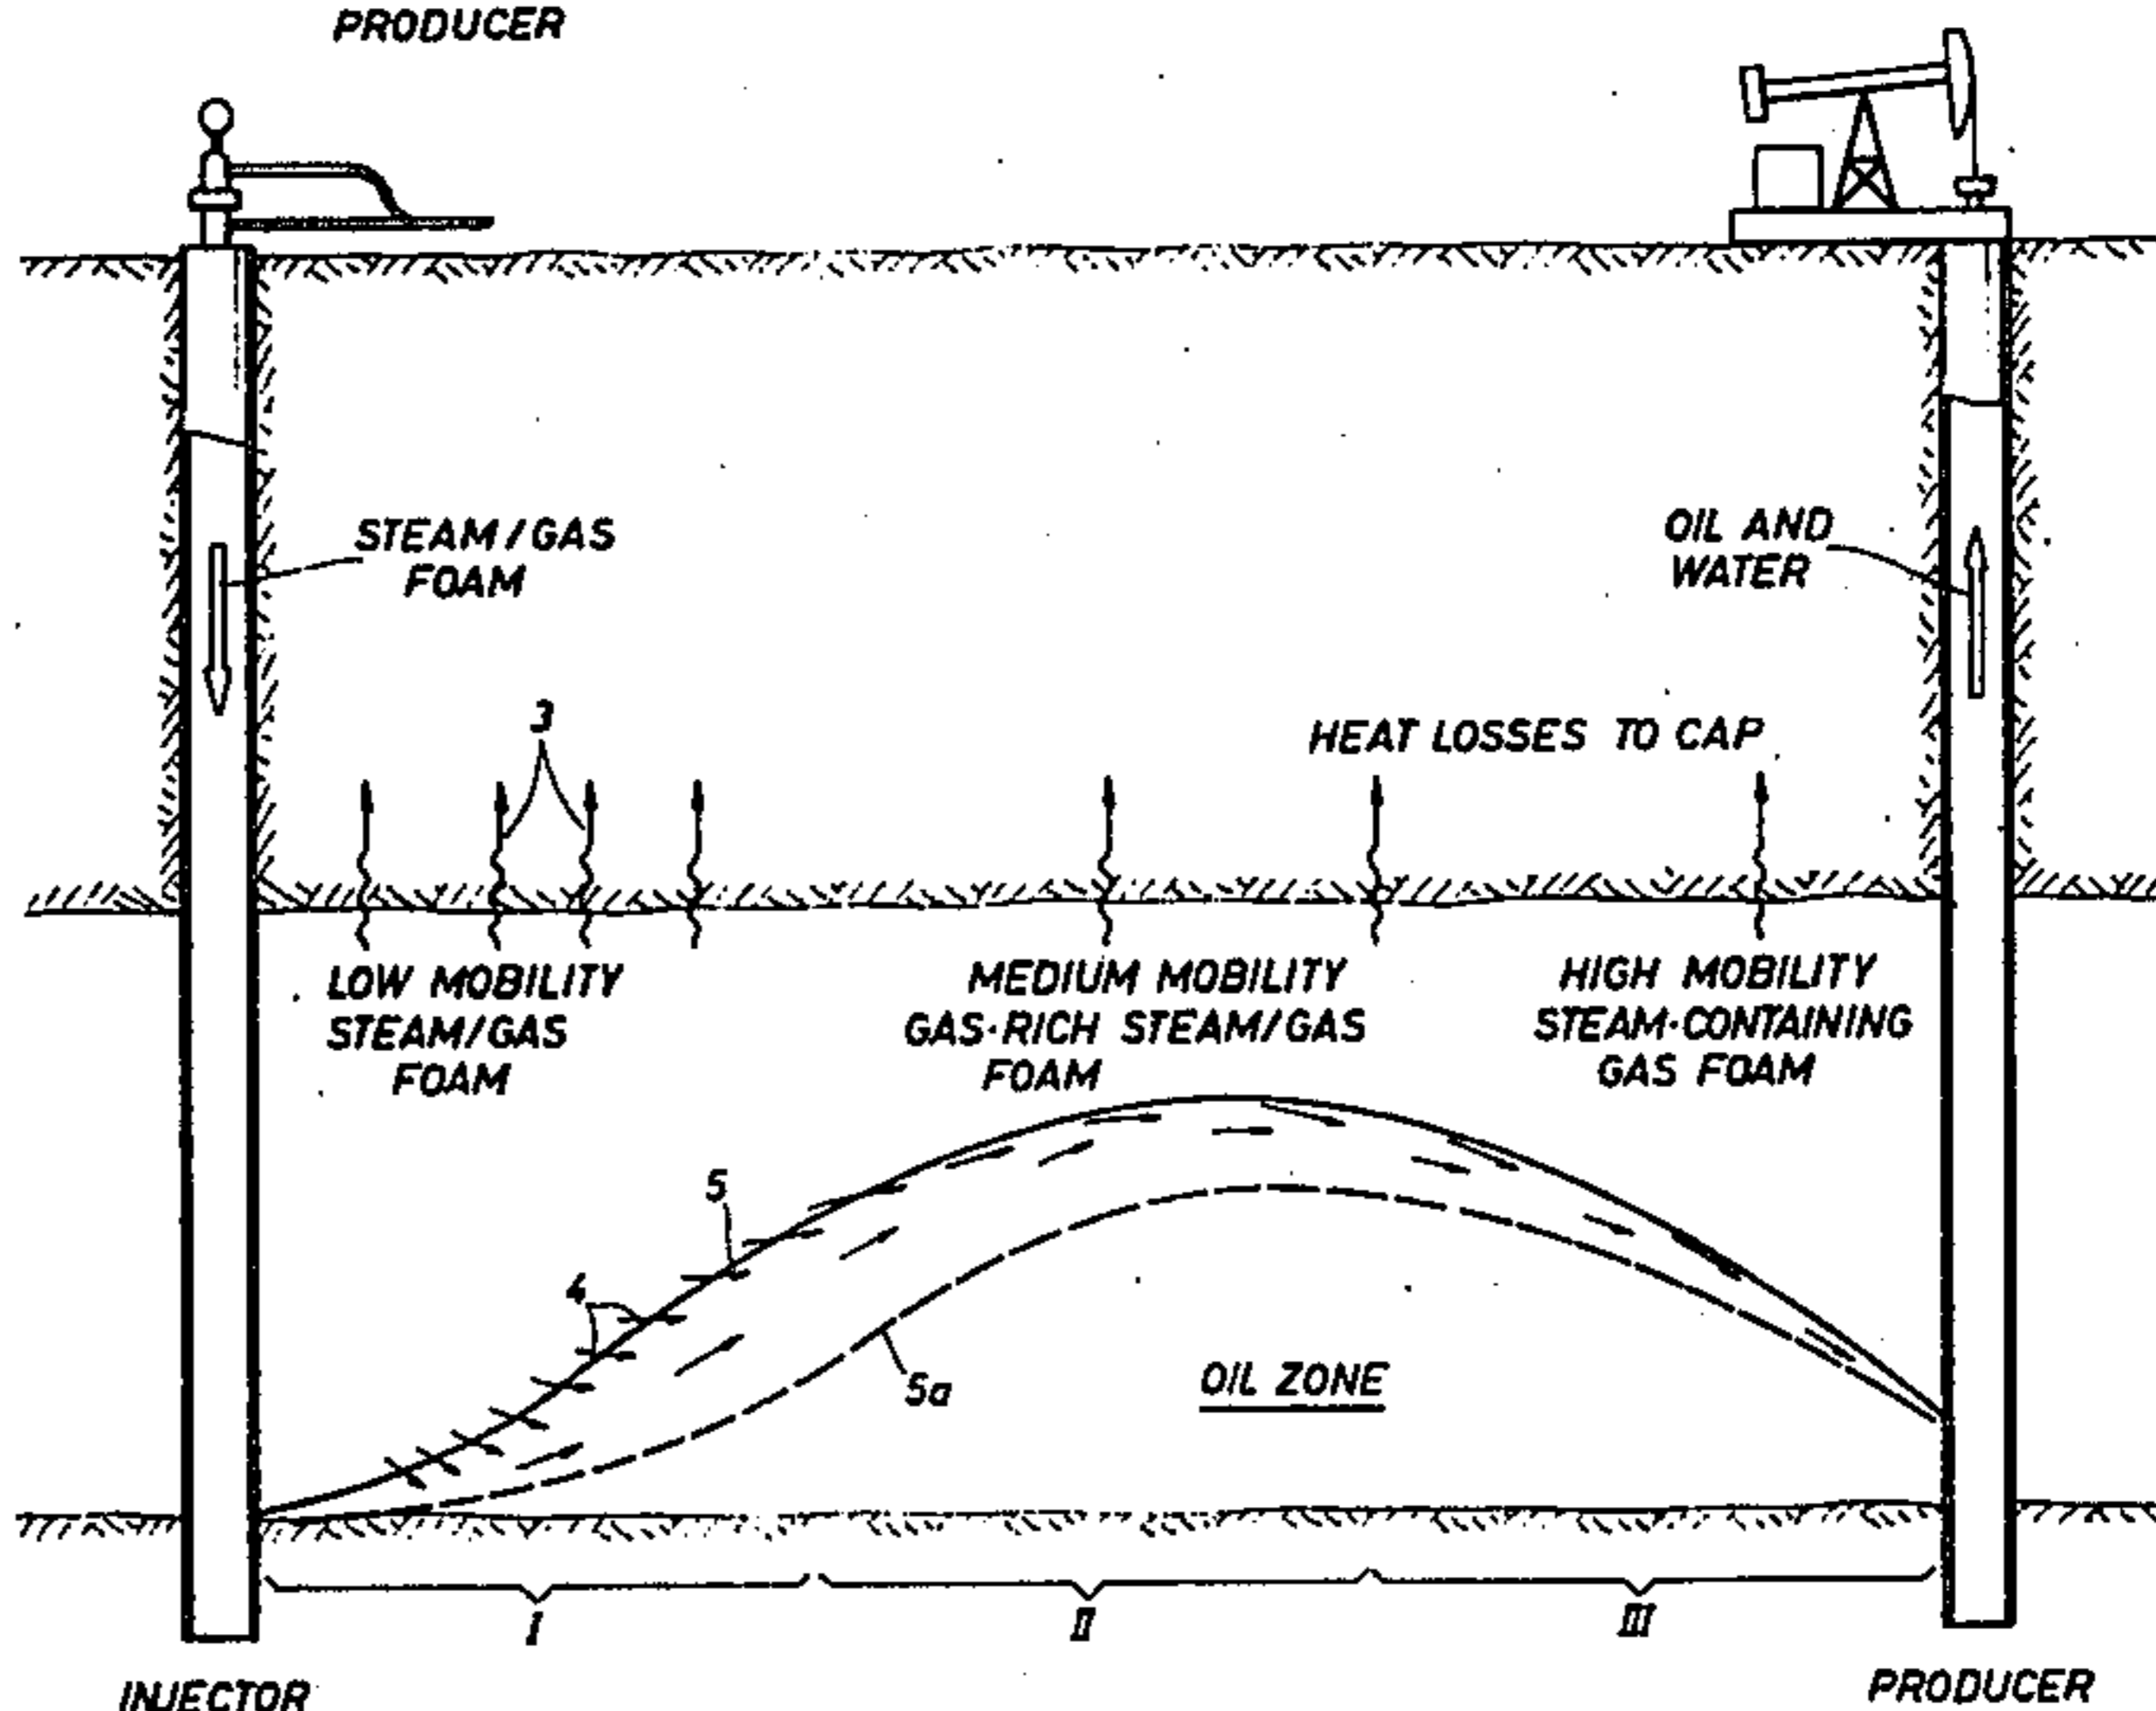 PRODUCER
STEAM/GAS
FOAM
OIL AND
WATER
3
HEAT LOSSES TO CAP
LOW MOBILITY
STEAM/GAS
FOAM
MEDIUM MOBILITY
GAS-RICH STEAM/GAS
FOAM
HIGH MOBILITY
STEAM-CONTAINING
GAS FOAM
5
4
5a
OIL ZONE
I
II
III
INJECTOR
PRODUCER